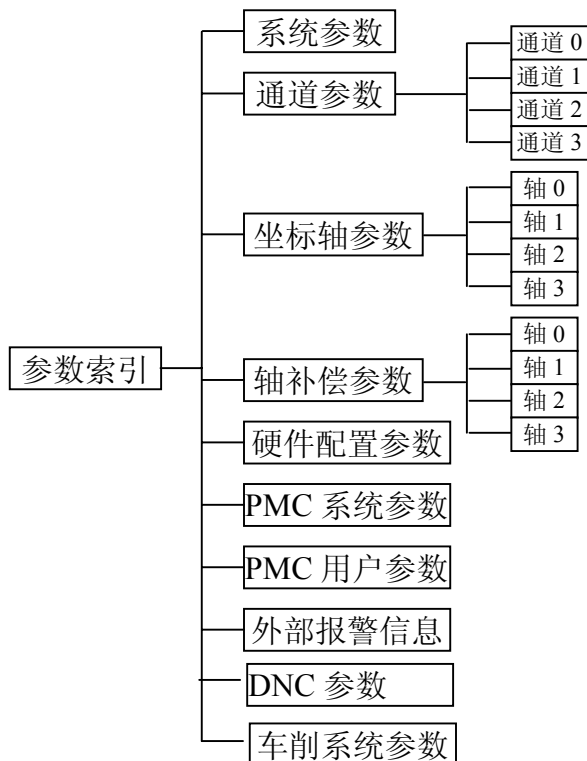 系统参数
通道参数
通道 0
通道 1
通道 2
通道 3
坐标轴参数
轴 0
轴 1
轴 2
轴 3
参数索引
轴补偿参数
轴 0
轴 1
轴 2
轴 3
硬件配置参数
PMC 系统参数
PMC 用户参数
外部报警信息
DNC 参数
车削系统参数